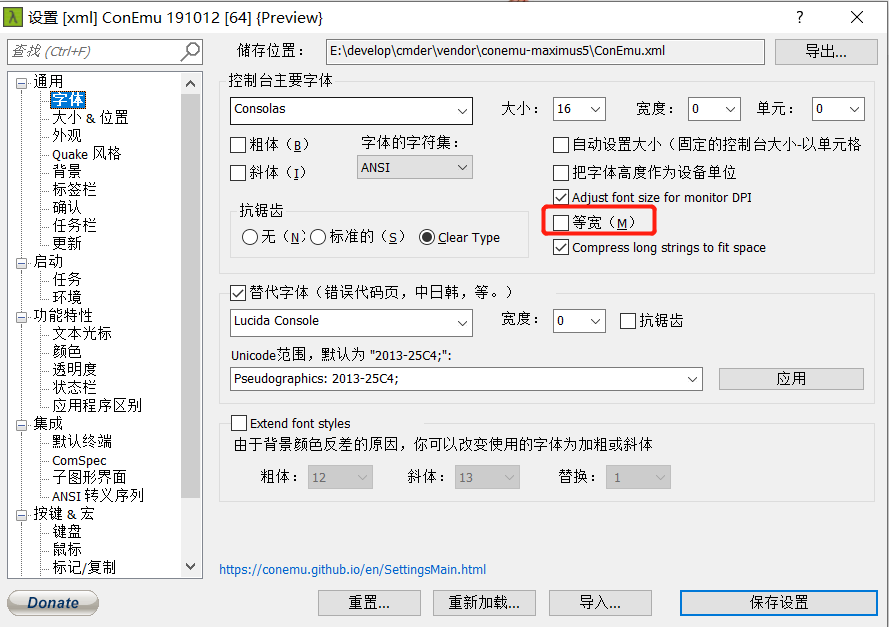 设置 [xml] ConEmu 191012 [64] {Preview}
查找 (Ctrl+F)
储存位置：
E:\develop\cmder\vendor\conemu-maximus5\ConEmu.xml
导出...
通用
字体
大小 & 位置
外观
Quake 风格
背景
标签栏
确认
任务栏
更新
启动
任务
环境
功能特性
文本光标
颜色
透明度
状态栏
应用程序区别
集成
默认终端
ComSpec
子图形界面
ANSI 转义序列
按键 & 宏
键盘
鼠标
标记/复制
控制台主要字体
Consolas
大小：
16
宽度：
0
单元：
0
粗体（B）
字体的字符集：
自动设置大小（固定的控制台大小-以单元格
斜体（I）
ANSI
把字体高度作为设备单位
Adjust font size for monitor DPI
抗锯齿
等宽（M）
无（N）
标准的（S）
Clear Type
Compress long strings to fit space
替代字体（错误代码页，中日韩，等。）
Lucida Console
宽度：
0
抗锯齿
Unicode范围，默认为 "2013-25C4;":
Pseudographics: 2013-25C4;
应用
Extend font styles
由于背景颜色反差的原因，你可以改变使用的字体为加粗或斜体
粗体：
12
斜体：
13
替换：
1
https://conemu.github.io/en/SettingsMain.html
Donate
重置...
重新加载...
导入...
保存设置